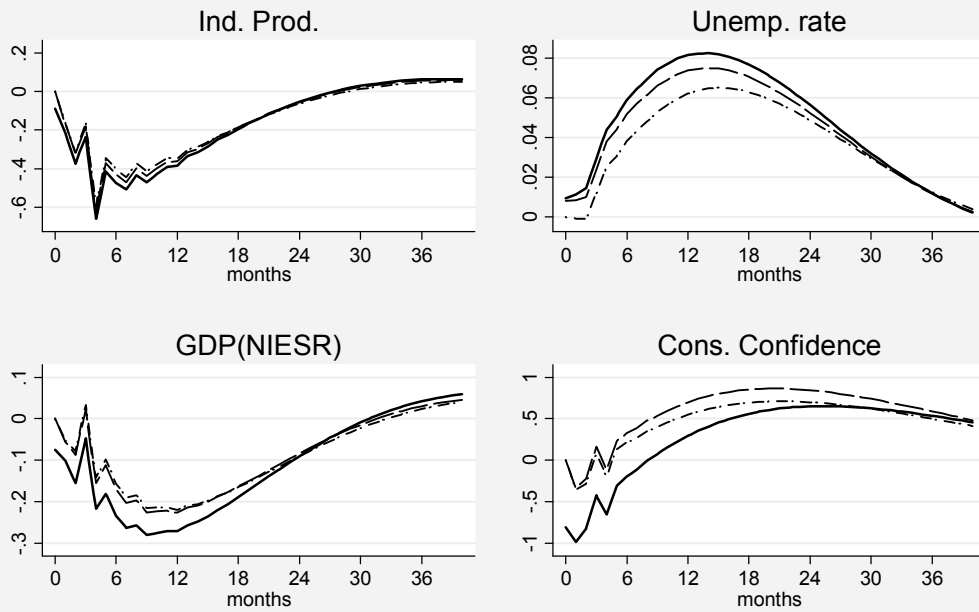 Ind. Prod.
.2
0
-.2
-.4
-.6
0 6 12 18 24 30 36
months
Unemp. rate
.08
.06
.04
.02
0
0 6 12 18 24 30 36
months
GDP(NIESR)
.1
0
-.1
-.2
-.3
0 6 12 18 24 30 36
months
Cons. Confidence
1
.5
0
-.5
-1
0 6 12 18 24 30 36
months